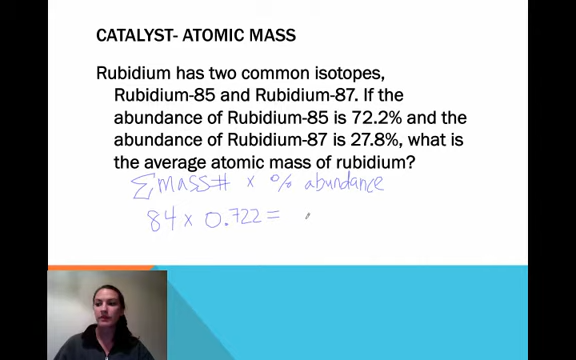 CATALYST- ATOMIC MASS
Rubidium has two common isotopes,
Rubidium-85 and Rubidium-87. If the
abundance of Rubidium-85 is 72.2% and the
abundance of Rubidium-87 is 27.8%, what is
the average atomic mass of rubidium?
∑mass# x % abundance
84 x 0.722 =